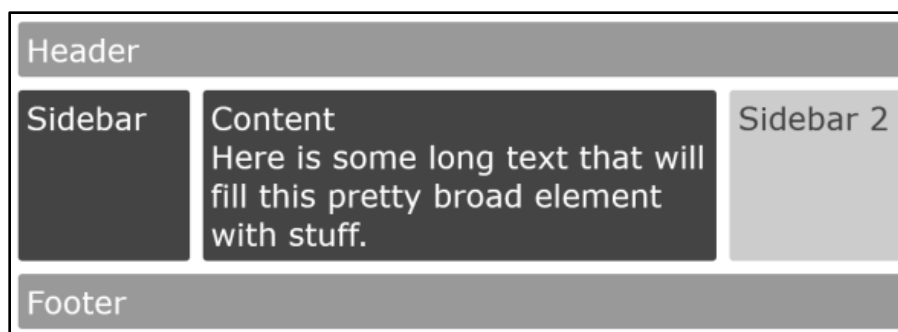 Header
Sidebar
Content
Here is some long text that will
fill this pretty broad element
with stuff.
Sidebar 2
Footer